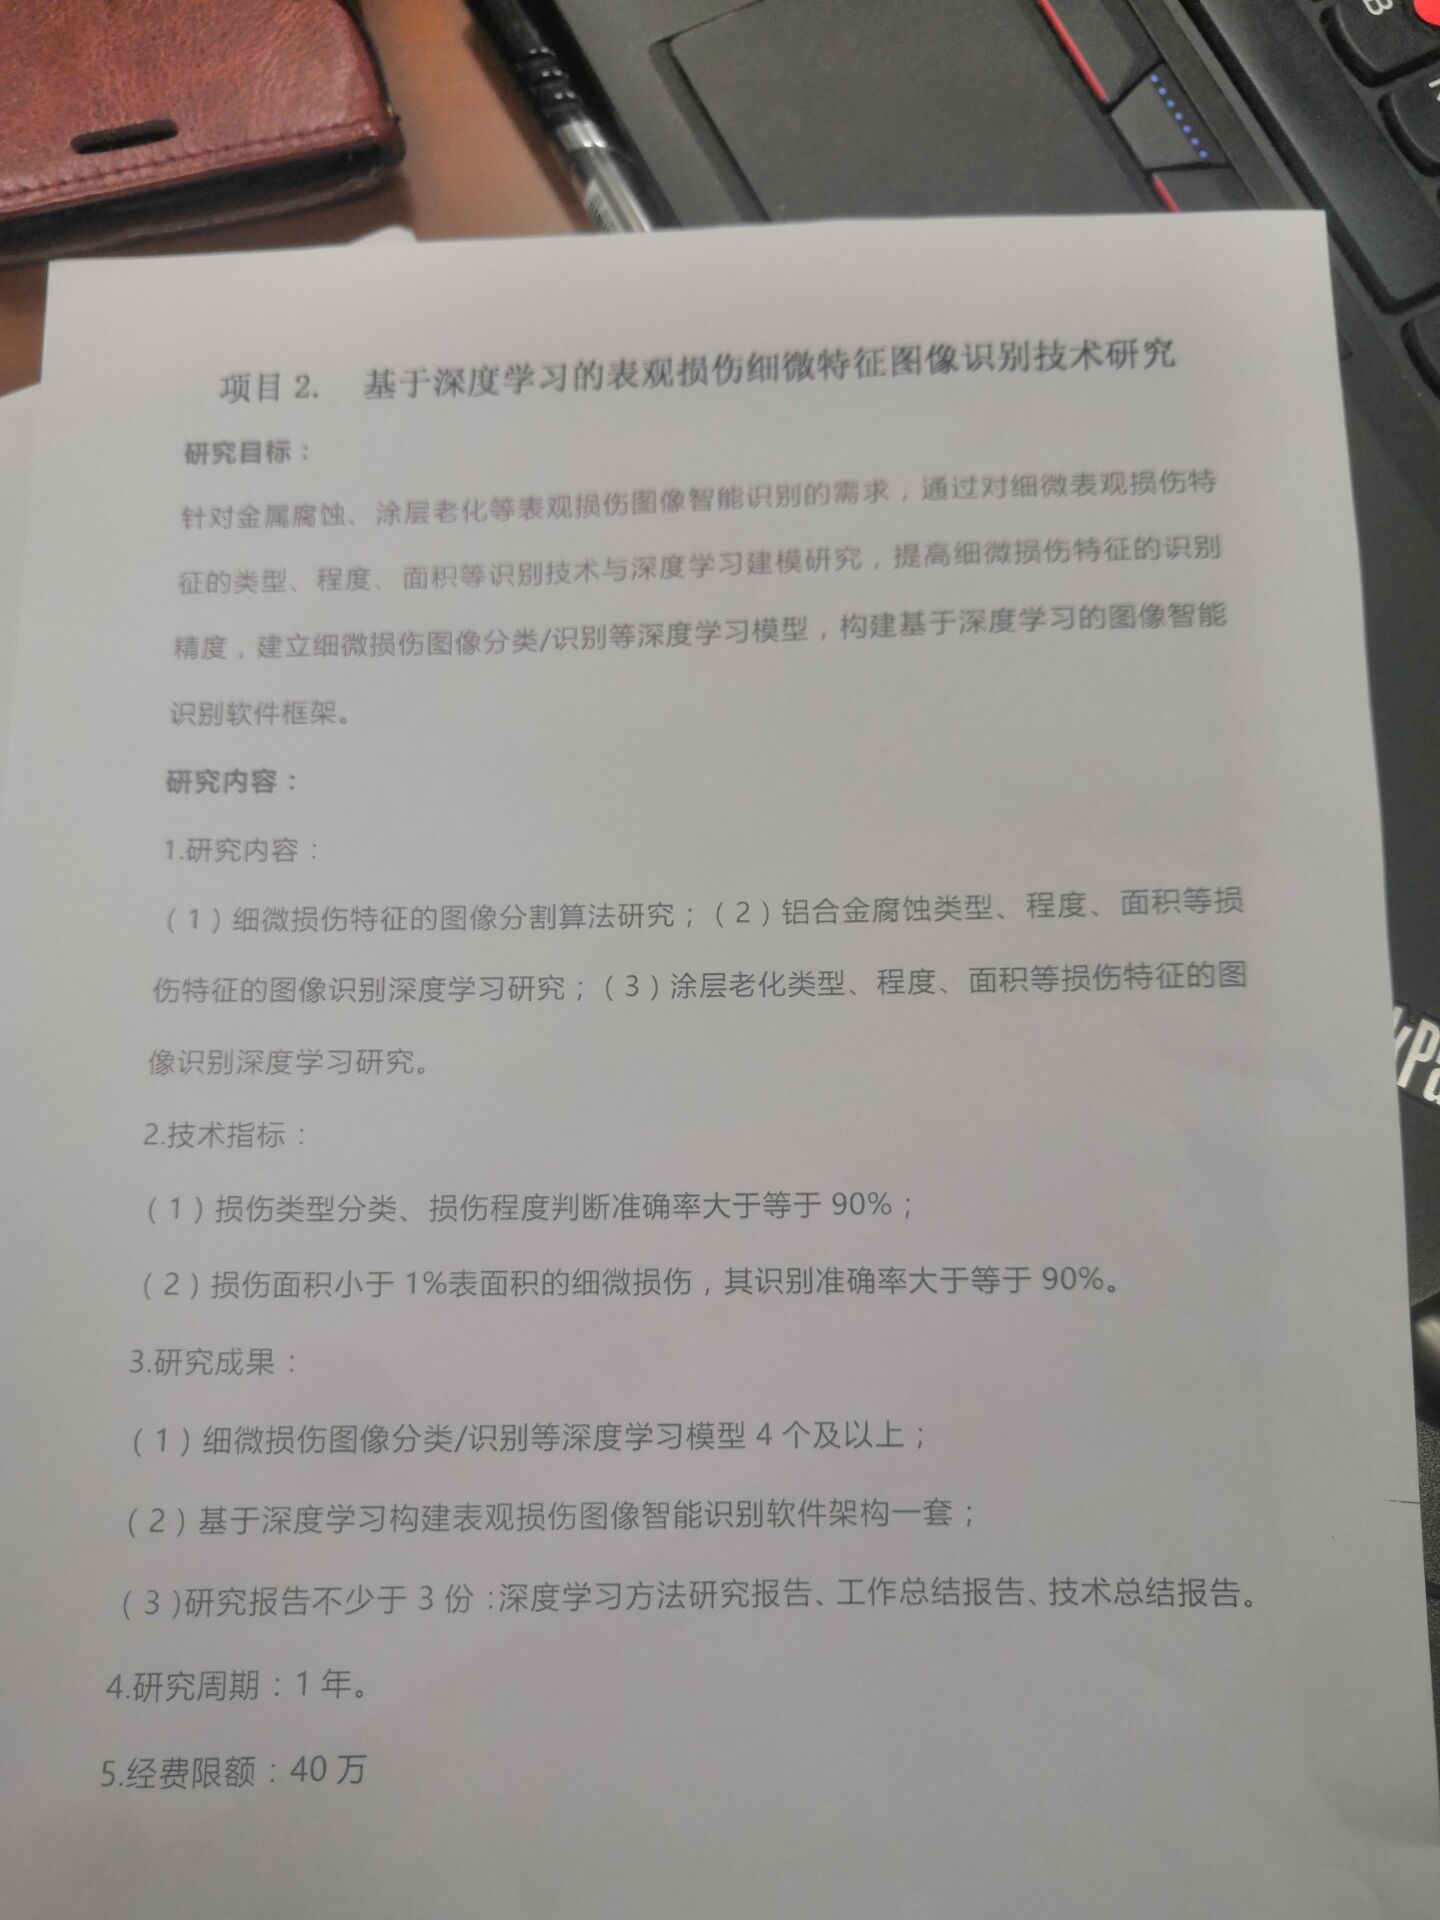 项目 2. 基于深度学习的表观损伤细微特征图像识别技术研究
研究目标：
针对金属腐蚀、涂层老化等表观损伤图像智能识别的需求，通过对细微表观损伤特
征的类型、程度、面积等识别技术与深度学习建模研究，提高细微损伤特征的识别
精度，建立细微损伤图像分类/识别等深度学习模型，构建基于深度学习的图像智能
识别软件框架。
研究内容：
1.研究内容：
（1）细微损伤特征的图像分割算法研究；（2）铝合金腐蚀类型、程度、面积等损
伤特征的图像识别深度学习研究；（3）涂层老化类型、程度、面积等损伤特征的图
像识别深度学习研究。
2.技术指标：
（1）损伤类型分类、损伤程度判断准确率大于等于 90%；
（2）损伤面积小于 1%表面积的细微损伤，其识别准确率大于等于 90%。
3.研究成果：
（1）细微损伤图像分类/识别等深度学习模型 4 个及以上；
（2）基于深度学习构建表观损伤图像智能识别软件架构一套；
（3）研究报告不少于 3 份：深度学习方法研究报告、工作总结报告、技术总结报告。
4.研究周期：1 年。
5.经费限额：40 万
B